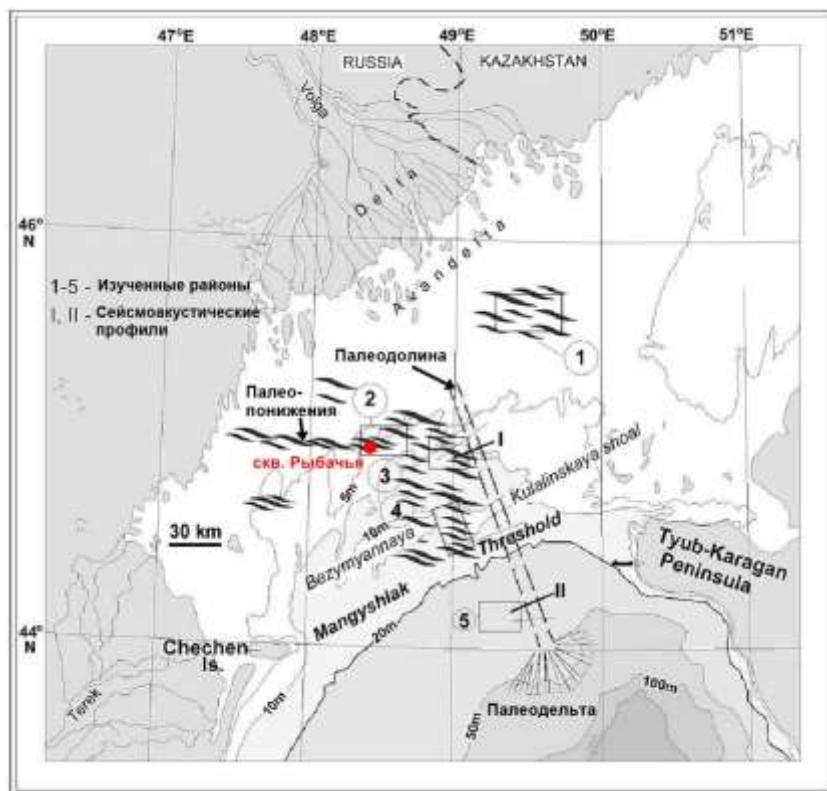 47°E 48°E 49°E 50°E 51°E
RUSSIA KAZAKHSTAN
Volga
Delta
46°
N
Avandelta
1-5 - Изученные районы
I, II - Сейсмоакустические
профили
1
Палеодолина
Палео-
понижения
2
I
скв. Рыбачья
3
5m
Kulalinskaya shoal
30 km
4
10m
Bezymyannaya
Threshold
Tyub-Karagan
Peninsula
Mangyshlak
20m
II
5
44°
N
Chechen
Is.
Terek
10m
50m
100m
Палеодельта